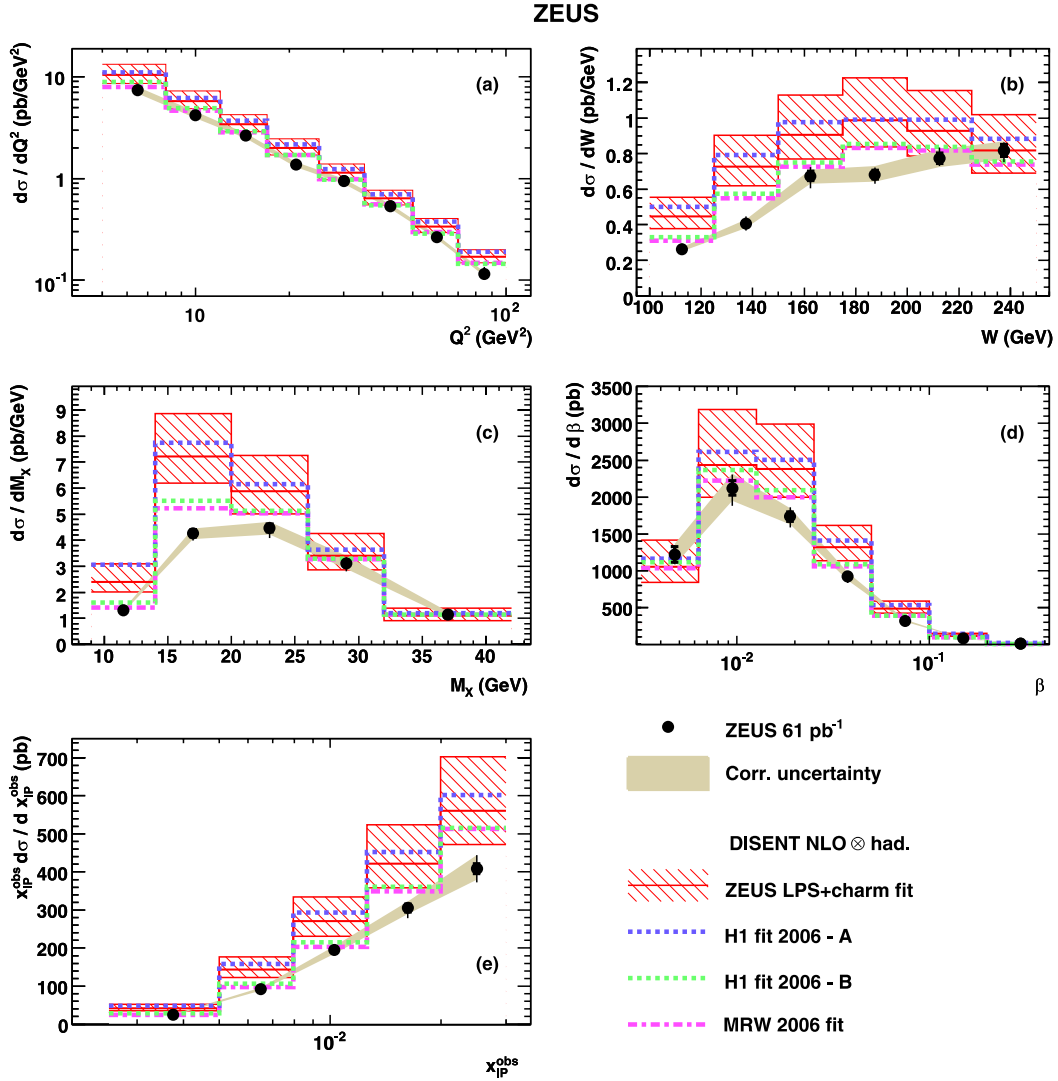 ZEUS
dσ / dQ² (pb/GeV²)
10
1
10⁻¹
(a)
10
10²
Q² (GeV²)
dσ / dW (pb/GeV)
1.2
1
0.8
0.6
0.4
0.2
0
(b)
100 120 140 160 180 200 220 240
W (GeV)
dσ / dM_X (pb/GeV)
9
8
7
6
5
4
3
2
1
0
(c)
10 15 20 25 30 35 40
M_X (GeV)
dσ / d β (pb)
3500
3000
2500
2000
1500
1000
500
(d)
10⁻² 10⁻¹
β
x_IP^obs dσ / d x_IP^obs (pb)
700
600
500
400
300
200
100
0
(e)
10⁻²
x_IP^obs
ZEUS 61 pb⁻¹
Corr. uncertainty
DISENT NLO ⊗ had.
ZEUS LPS+charm fit
H1 fit 2006 - A
H1 fit 2006 - B
MRW 2006 fit